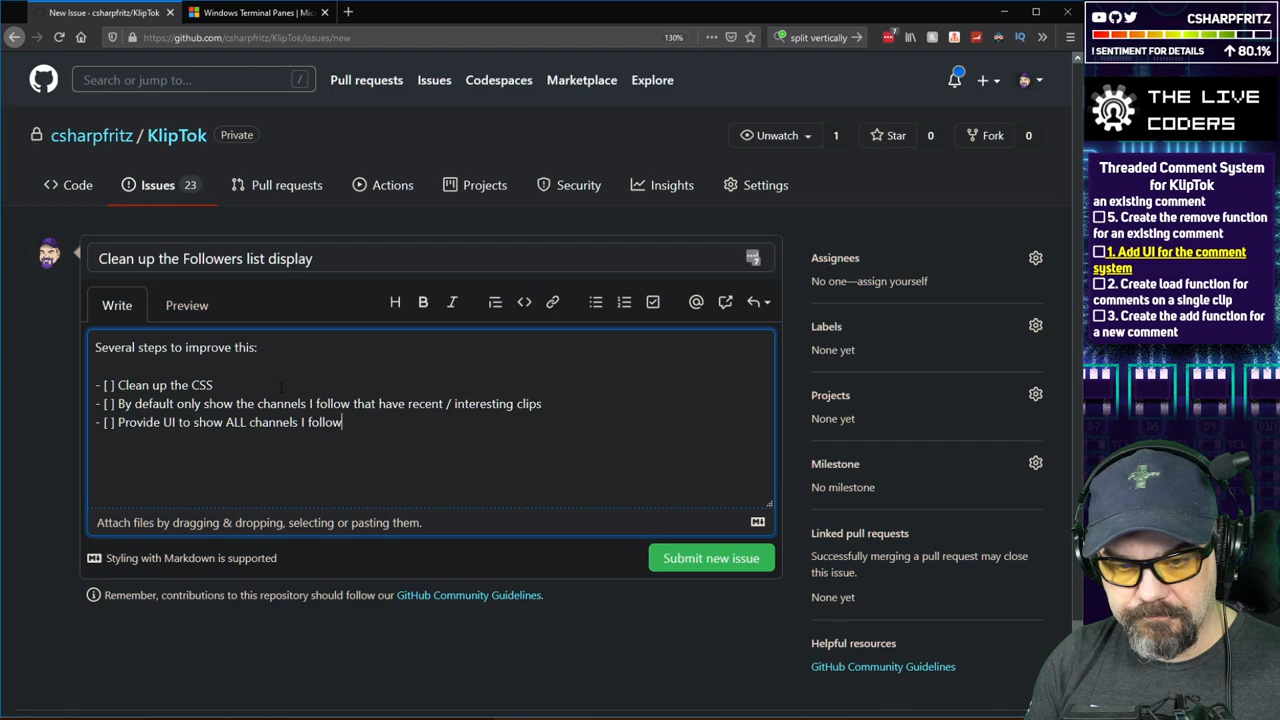 New Issue - csharpfritz/KlipTok
Windows Terminal Panes | Mic
https://github.com/csharpfritz/KlipTok/issues/new
130%
split vertically
CSHARPFRITZ
! SENTIMENT FOR DETAILS
80.1%
Search or jump to...
/
Pull requests
Issues
Codespaces
Marketplace
Explore
THE LIVE
CODERS
csharpfritz / KlipTok
Private
Unwatch
1
Star
0
Fork
0
Code
Issues 23
Pull requests
Actions
Projects
Security
Insights
Settings
Threaded Comment System
for KlipTok
an existing comment
5. Create the remove function
for an existing comment
1. Add UI for the comment
system
2. Create load function for
comments on a single clip
3. Create the add function for
a new comment
Clean up the Followers list display
Write
Preview
Several steps to improve this:
- [ ] Clean up the CSS
- [ ] By default only show the channels I follow that have recent / interesting clips
- [ ] Provide UI to show ALL channels I follow
Attach files by dragging & dropping, selecting or pasting them.
Styling with Markdown is supported
Submit new issue
Remember, contributions to this repository should follow our GitHub Community Guidelines.
Assignees
No one—assign yourself
Labels
None yet
Projects
None yet
Milestone
No milestone
Linked pull requests
Successfully merging a pull request may close
this issue.
None yet
Helpful resources
GitHub Community Guidelines